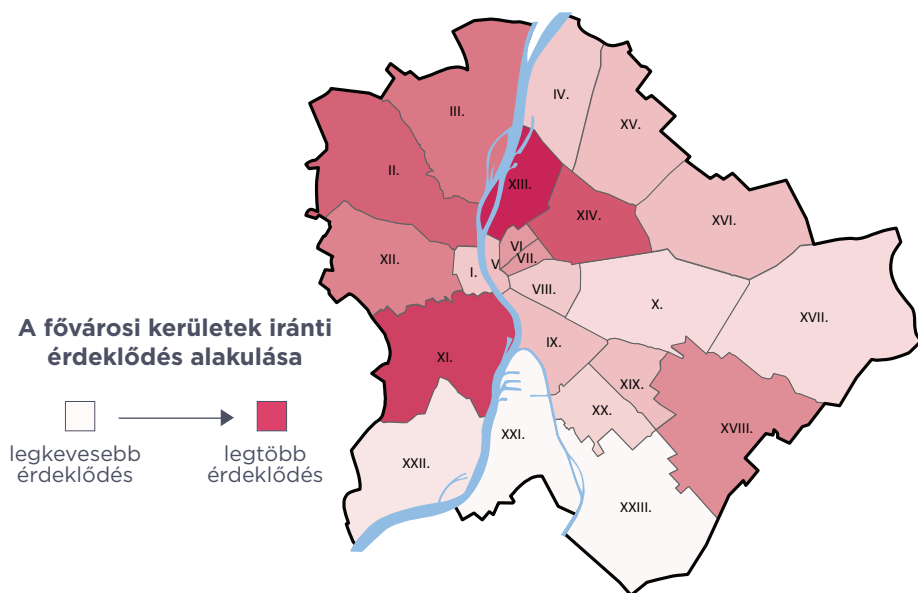 III.
IV.
XV.
II.
XIII.
XIV.
XVI.
XII.
I.
V.
VI.
VII.
VIII.
X.
XVII.
A fővárosi kerületek iránti
érdeklődés alakulása
XI.
IX.
XIX.
XX.
XVIII.
legkevesebb
érdeklődés
legtöbb
érdeklődés
XXII.
XXI.
XXIII.